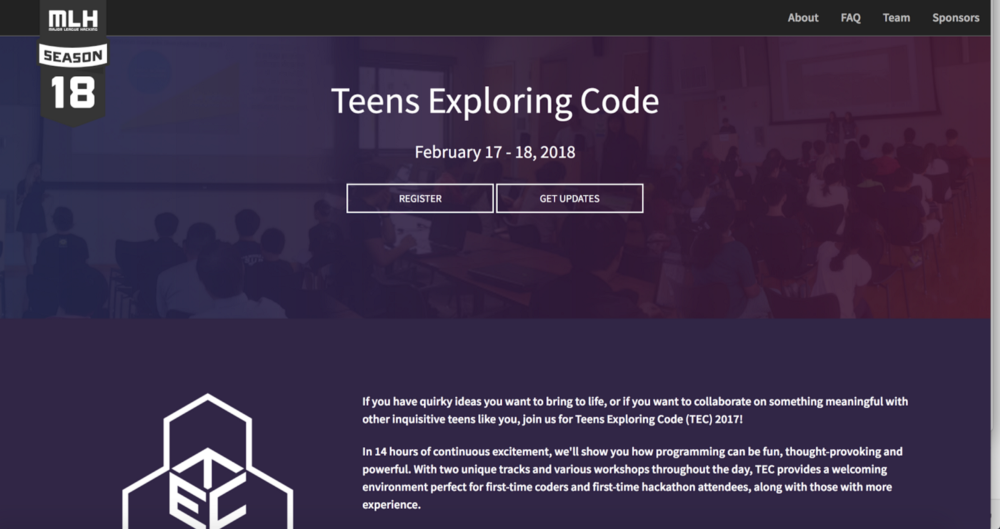 MLH
MAJOR LEAGUE HACKING
SEASON
18
About FAQ Team Sponsors
Teens Exploring Code
February 17 - 18, 2018
REGISTER GET UPDATES
If you have quirky ideas you want to bring to life, or if you want to collaborate on something meaningful with
other inquisitive teens like you, join us for Teens Exploring Code (TEC) 2017!
In 14 hours of continuous excitement, we'll show you how programming can be fun, thought-provoking and
powerful. With two unique tracks and various workshops throughout the day, TEC provides a welcoming
environment perfect for first-time coders and first-time hackathon attendees, along with those with more
experience.
TEC